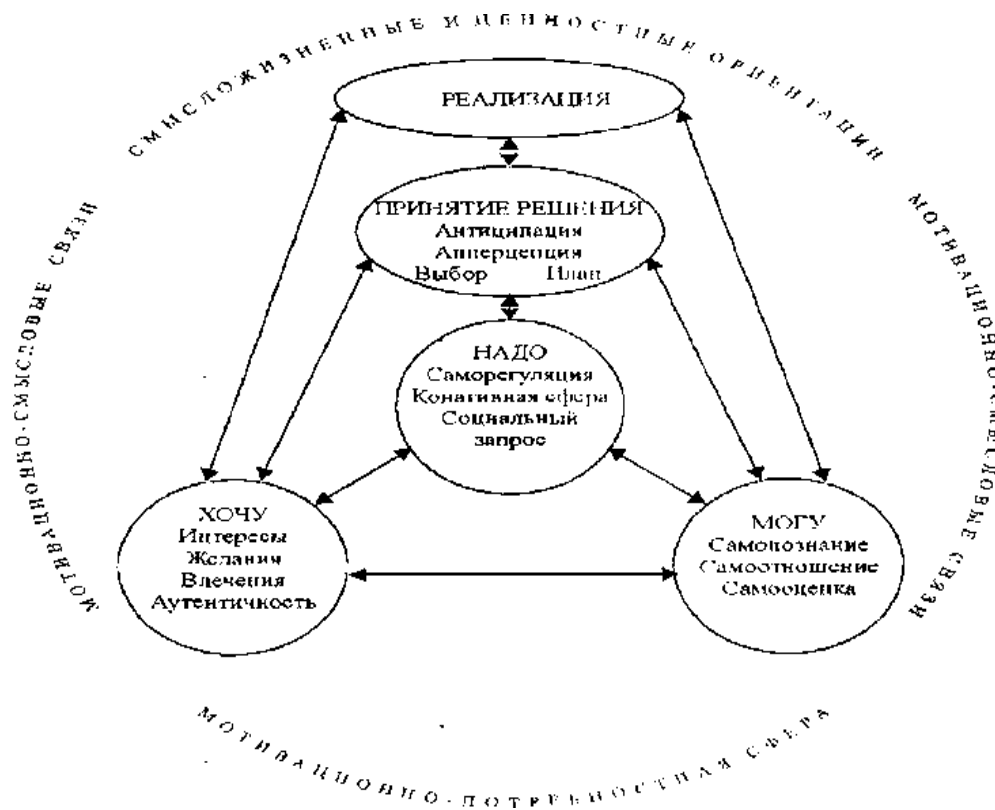 СМЫСЛОЖИЗНЕННЫЕ И ЦЕННОСТНЫЕ ОРИЕНТАЦИИ
МОТИВАЦИОННО-СМЫСЛОВЫЕ СВЯЗИ
МОТИВАЦИОННО-СМЫСЛОВЫЕ СВЯЗИ
РЕАЛИЗАЦИЯ
ПРИНЯТИЕ РЕШЕНИЯ
Антиципация
Апперцепция
Выбор План
НАДО
Саморегуляция
Конативная сфера
Социальный
запрос
ХОЧУ
Интересы
Желания
Влечения
Аутентичкость
МОГУ
Самопознание
Самоотношение
Самооценка
МОТИВАЦИОННО-ПОТРЕБНОСТНАЯ СФЕРА